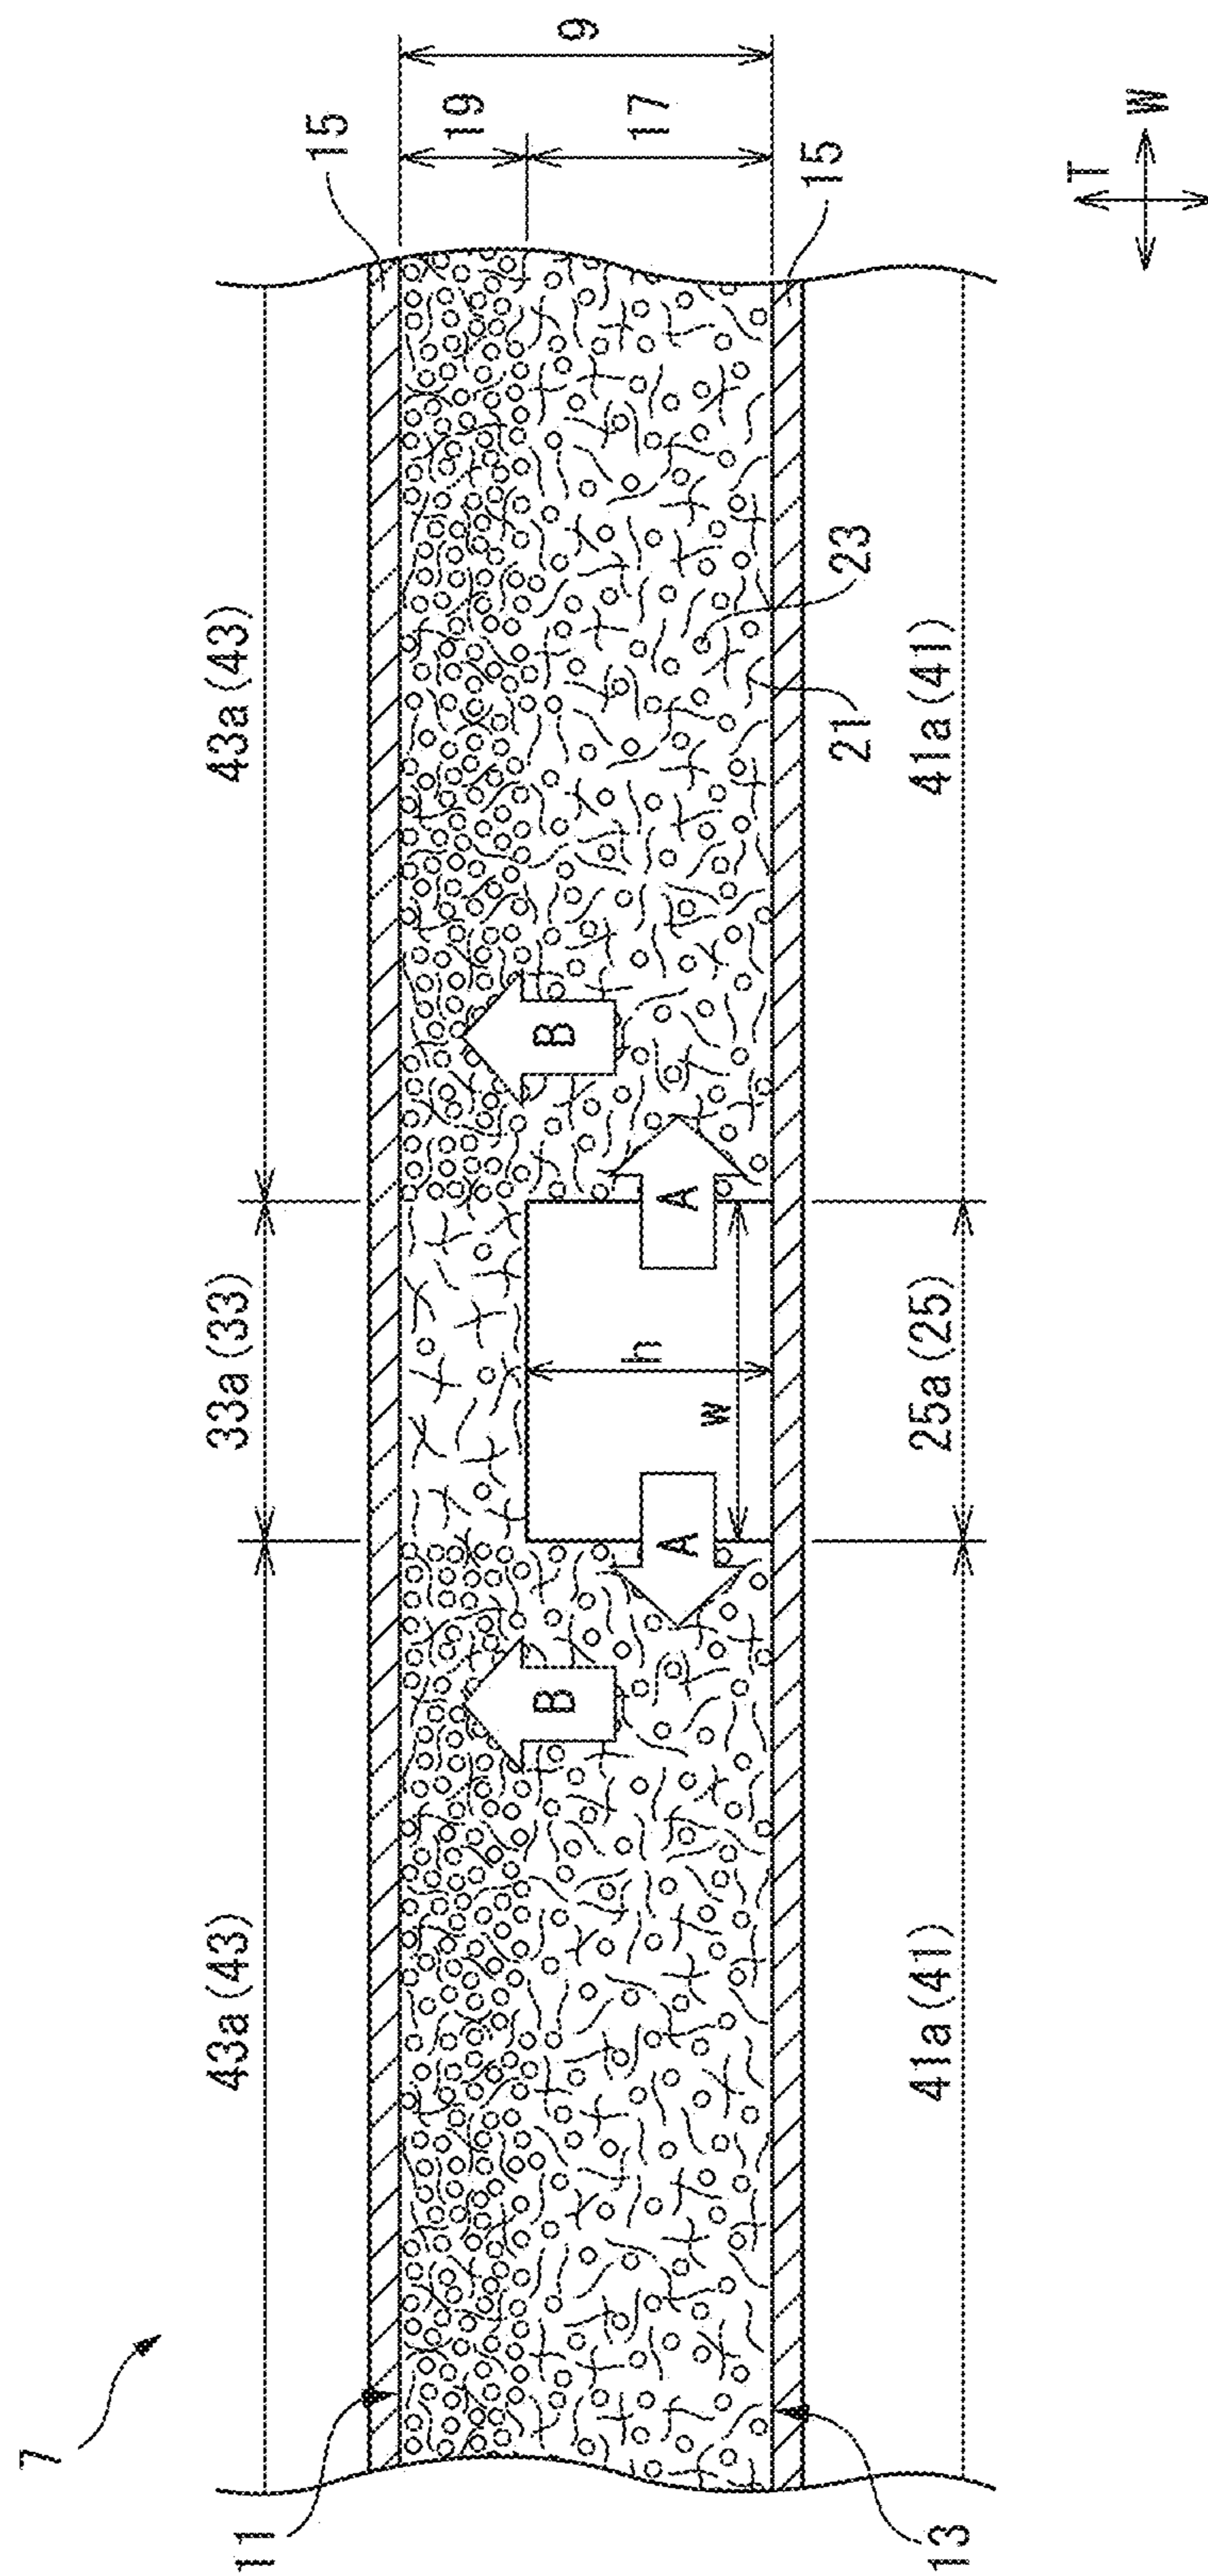 7
11
43a(43)
33a(33)
43a(43)
15
19
9
B
B
17
h
A
A
w
15
21
23
13
41a(41)
25a(25)
41a(41)
T
W